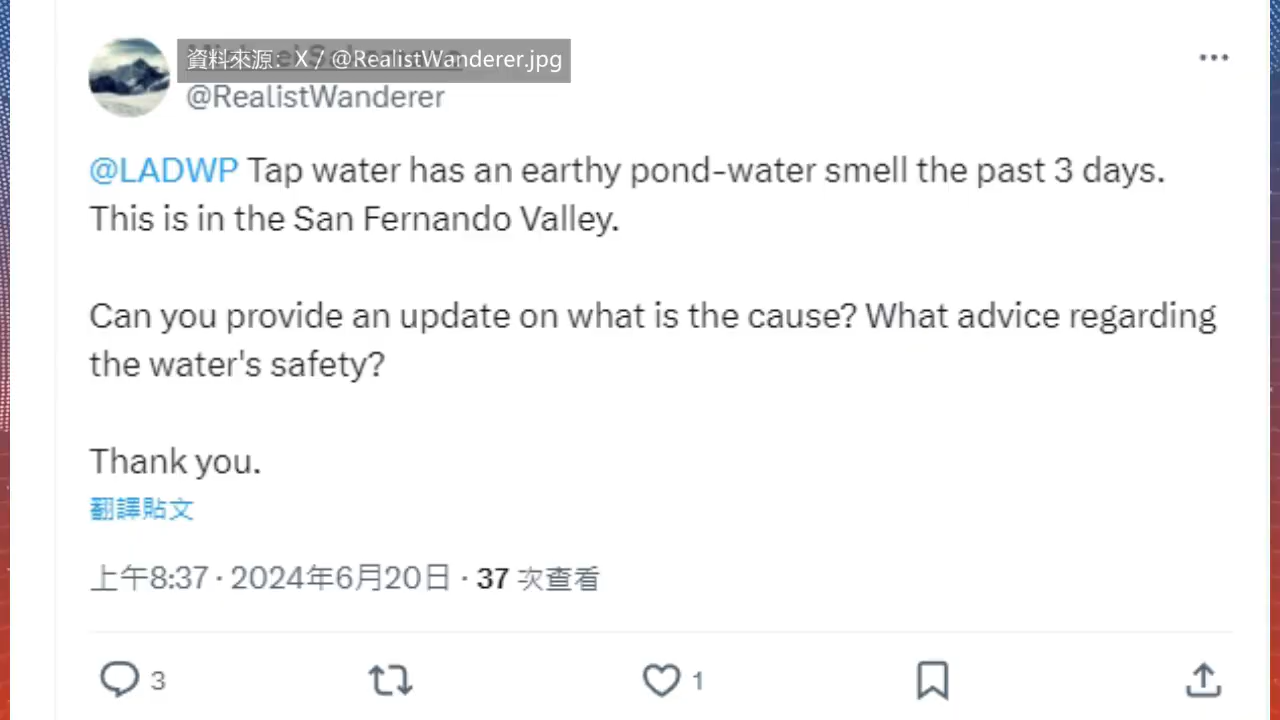 資料來源：X / @RealistWanderer.jpg
@RealistWanderer
@LADWP Tap water has an earthy pond-water smell the past 3 days.
This is in the San Fernando Valley.
Can you provide an update on what is the cause? What advice regarding
the water's safety?
Thank you.
翻譯貼文
上午8:37 · 2024年6月20日 · 37 次查看
3
1